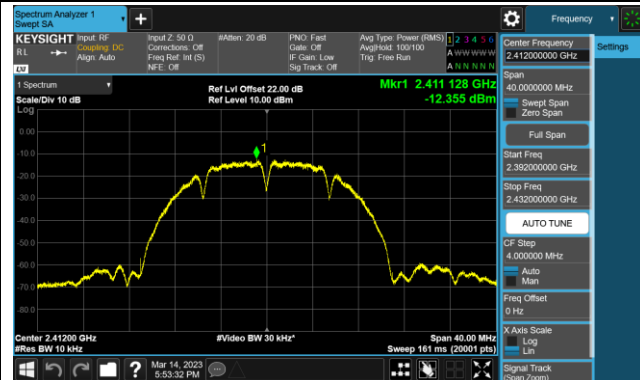 Spectrum Analyzer 1
Swept SA
Frequency
KEYSIGHT
RL
LXI
Input: RF
Coupling: DC
Align: Auto
Input Z: 50 Ω
Corrections: Off
Freq Ref: Int (S)
NFE: Off
#Atten: 20 dB
PNO: Fast
Gate: Off
IF Gain: Low
Sig Track: Off
Avg Type: Power (RMS)
Avg|Hold: 100/100
Trig: Free Run
1 2 3 4 5 6
A W W W W W
A N N N N N
1 Spectrum
Scale/Div 10 dB
Log
Ref Lvl Offset 22.00 dB
Ref Level 10.00 dBm
Mkr1 2.411 128 GHz
-12.355 dBm
0.00
-10.0
-20.0
-30.0
-40.0
-50.0
-60.0
-70.0
-80.0
1
Center 2.41200 GHz
#Res BW 10 kHz
#Video BW 30 kHz*
Span 40.00 MHz
Sweep 161 ms (20001 pts)
Mar 14, 2023
5:53:32 PM
?
Center Frequency
2.412000000 GHz
Settings
Span
40.0000000 MHz
Swept Span
Zero Span
Full Span
Start Freq
2.392000000 GHz
Stop Freq
2.432000000 GHz
AUTO TUNE
CF Step
4.000000 MHz
Auto
Man
Freq Offset
0 Hz
X Axis Scale
Log
Lin
Signal Track
(Span Zoom)